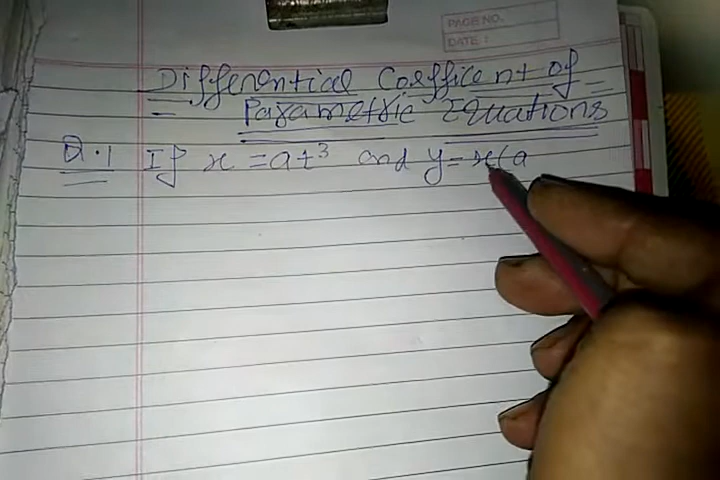 PAGE NO.
DATE :
Differential Coefficent of
Parametric Equations
Q.1 If x = at³ and y = x(a